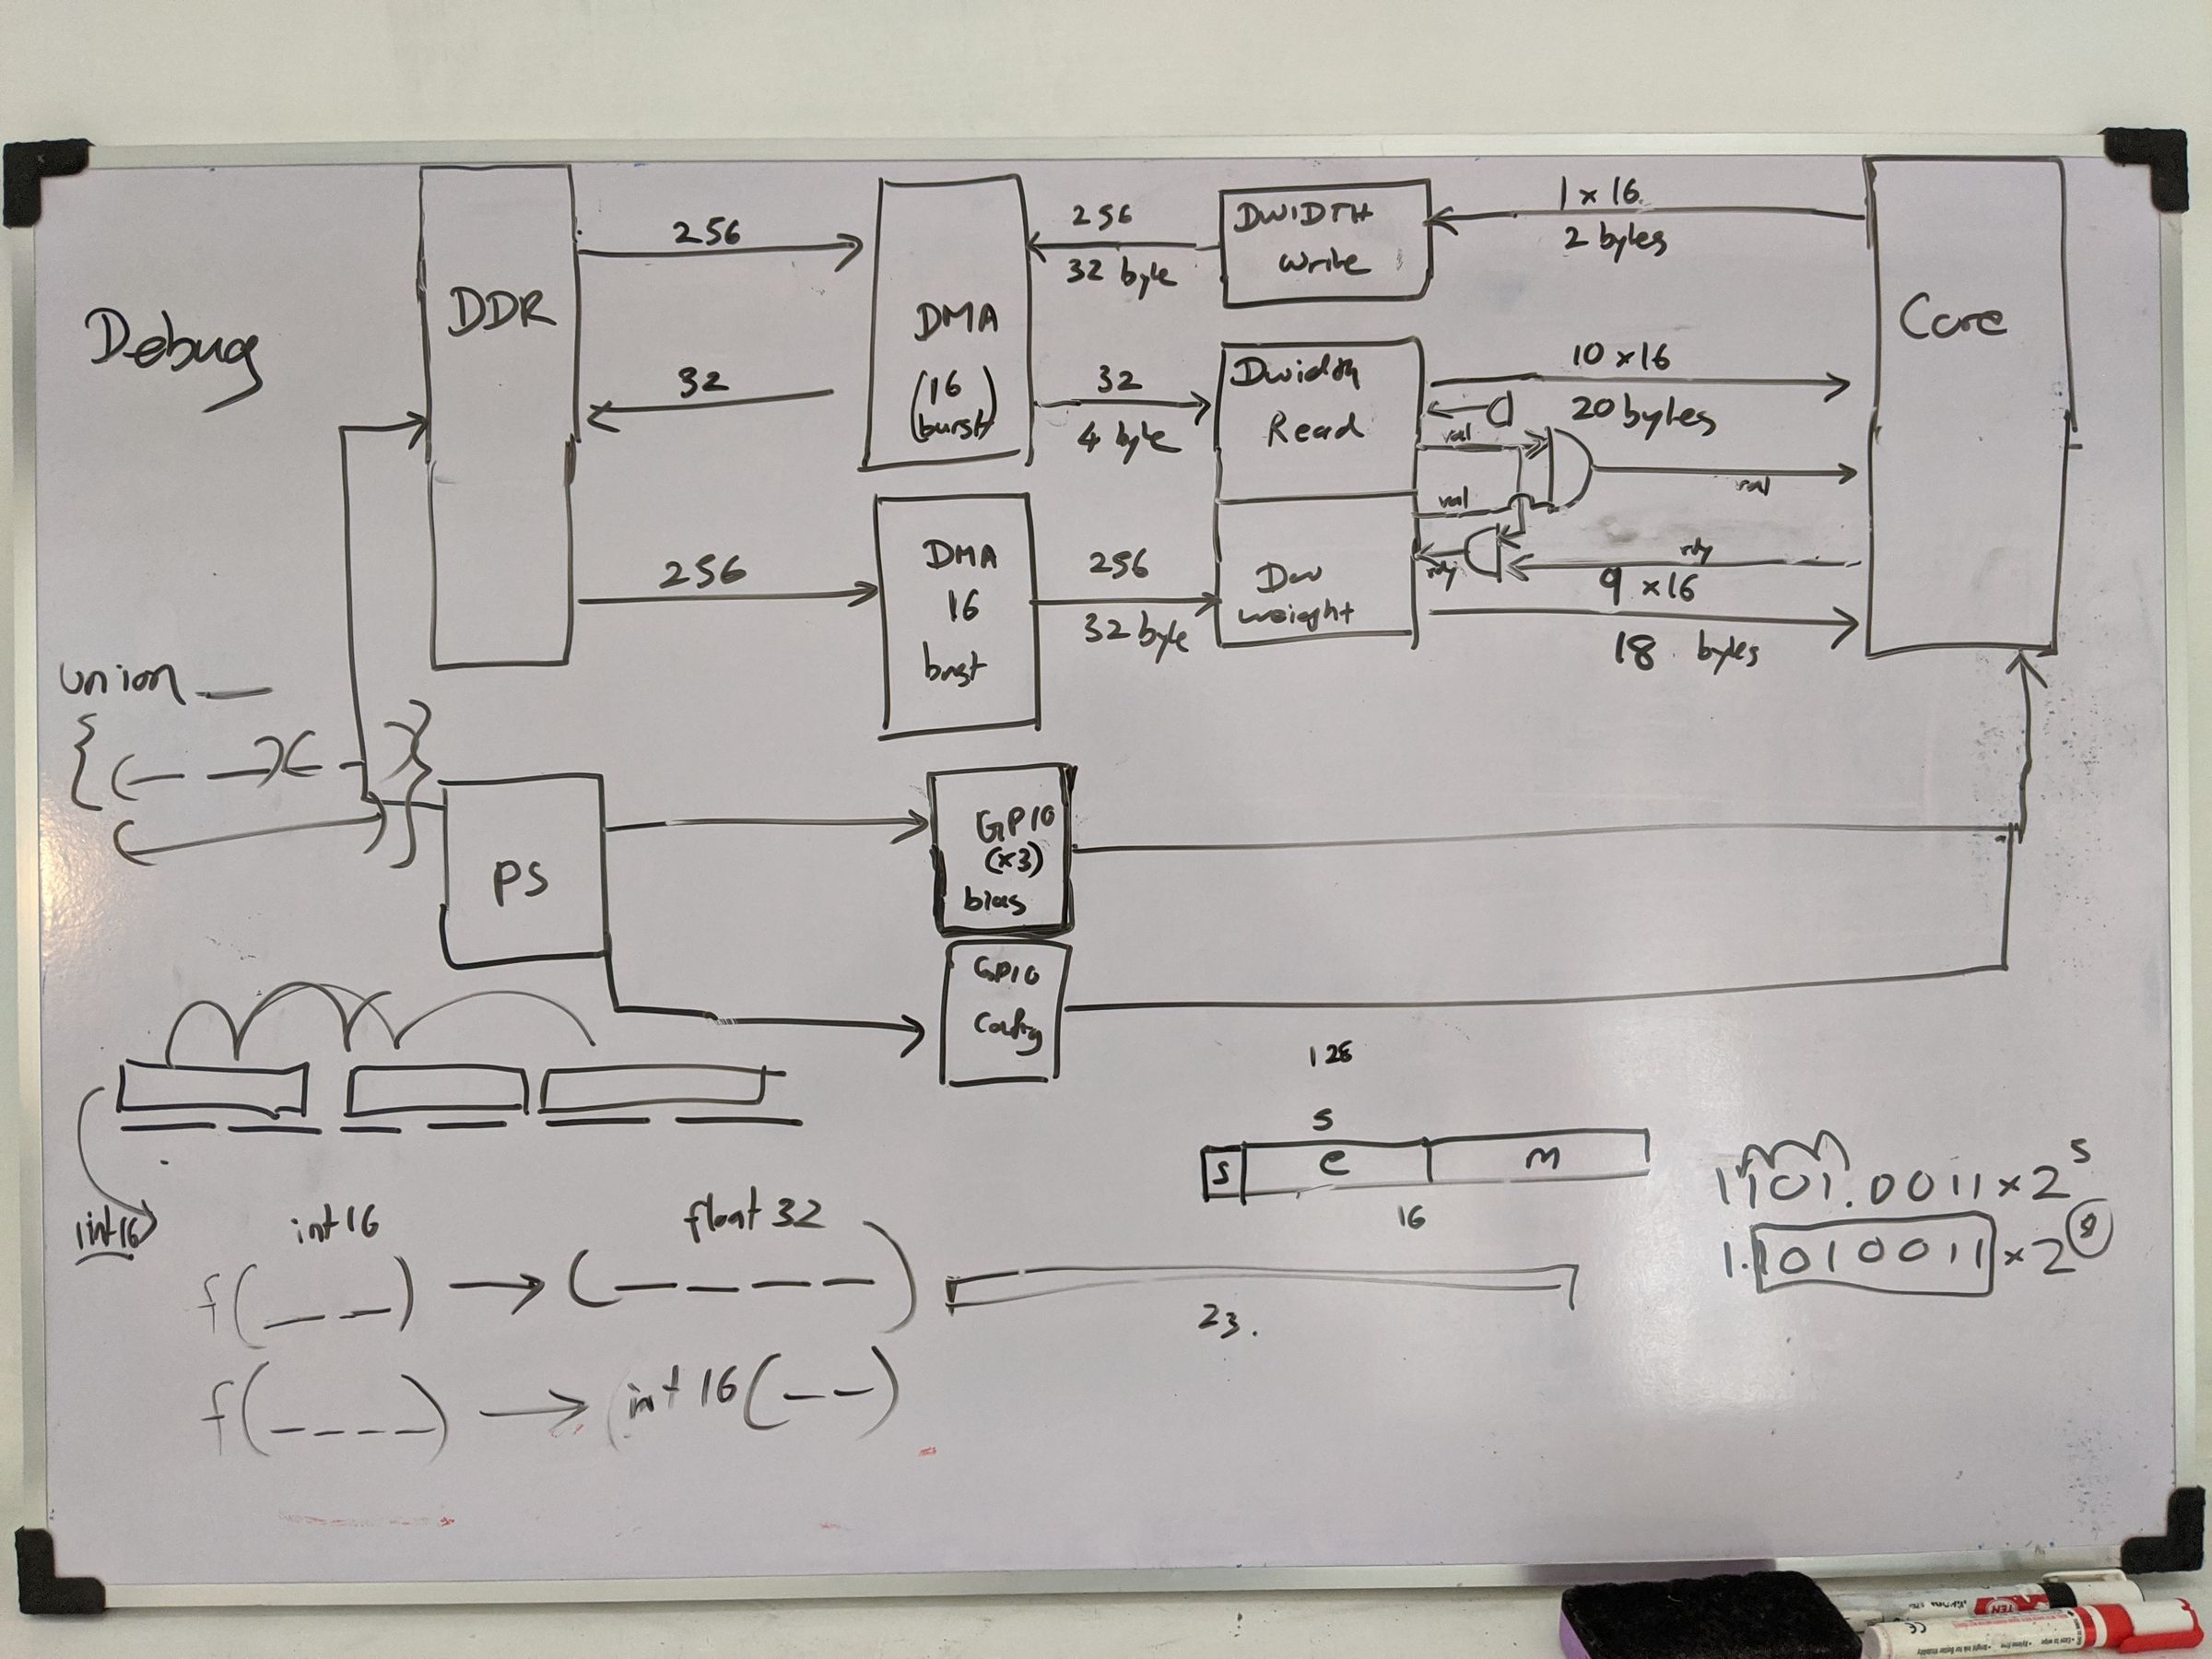 Debug
DDR
256
32
256
DMA
(16
burst)
256
32 byte
DWIDTH
write
1 x 16
2 bytes
Core
32
4 byte
Dwidth
Read
10 x 16
20 bytes
val
val
val
rdy
rdy
DMA
16
burst
256
32 byte
Dw
weight
9 x 16
18 bytes
union __
{(_ _)(_ _)}
PS
GPIO
(x3)
bias
GPIO
Config
128
5
s e m
16
1101.0011 x 2^5
1.1010011 x 2^8
int16
int16
float 32
f(_ _) → (_ _ _ _)
23.
f(_ _ _ _) → int 16 (_ _)
TEN